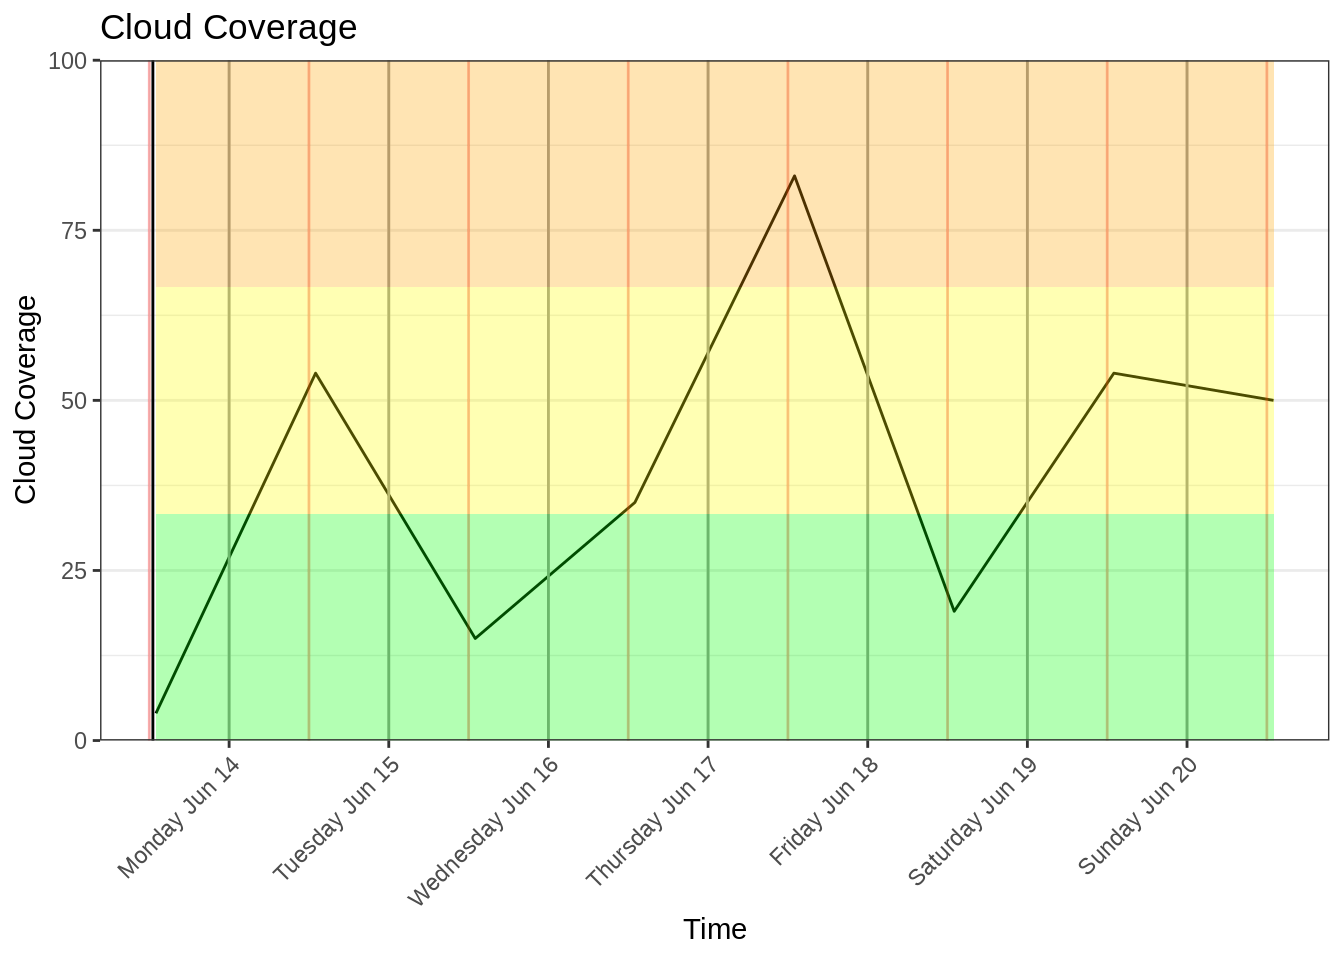 Cloud Coverage
100
75
50
25
0
Cloud Coverage
Monday Jun 14
Tuesday Jun 15
Wednesday Jun 16
Thursday Jun 17
Friday Jun 18
Saturday Jun 19
Sunday Jun 20
Time